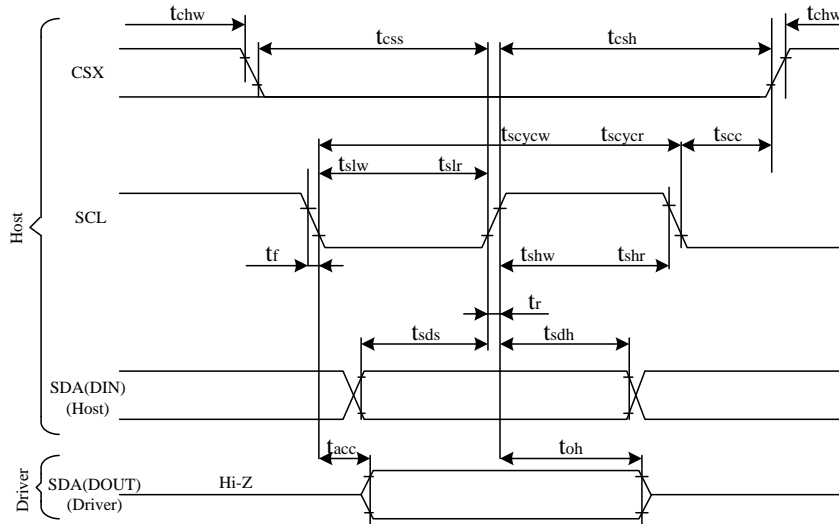 tchw
tcss
tcsh
tchw
CSX
tscycw
tscycr
tscc
tslw
tslr
SCL
Host
tf
tshw
tshr
tr
tsds
tsdh
SDA(DIN)
(Host)
tacc
toh
SDA(DOUT)
(Driver)
Hi-Z
Driver